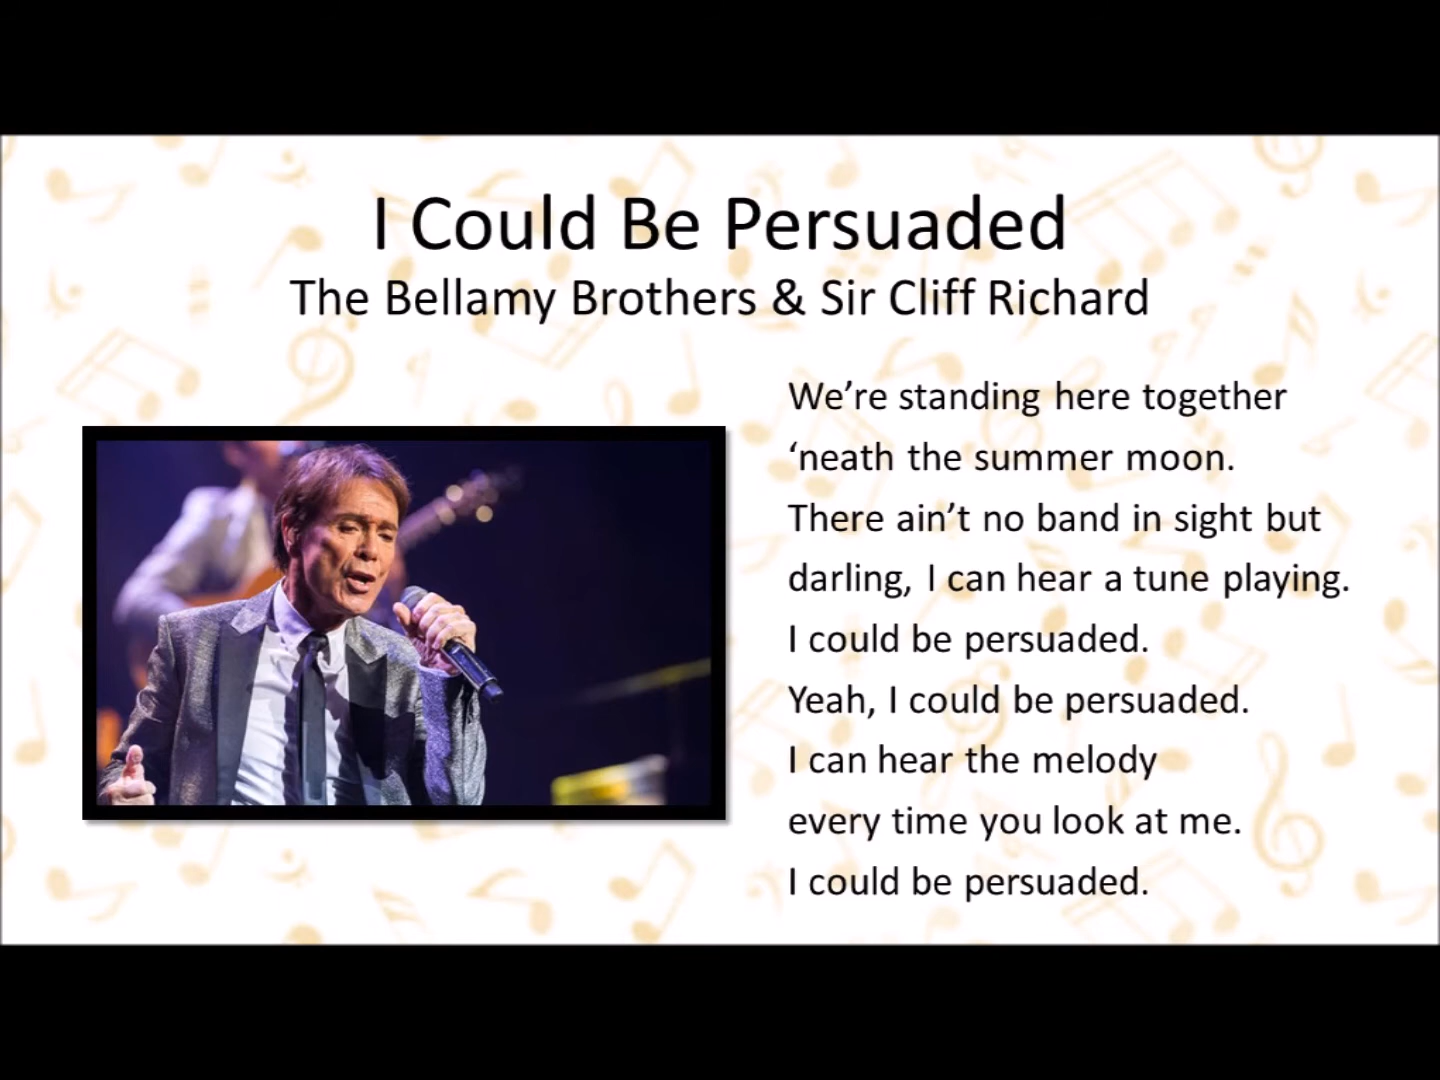 I Could Be Persuaded
The Bellamy Brothers & Sir Cliff Richard
We’re standing here together
‘neath the summer moon.
There ain’t no band in sight but
darling, I can hear a tune playing.
I could be persuaded.
Yeah, I could be persuaded.
I can hear the melody
every time you look at me.
I could be persuaded.